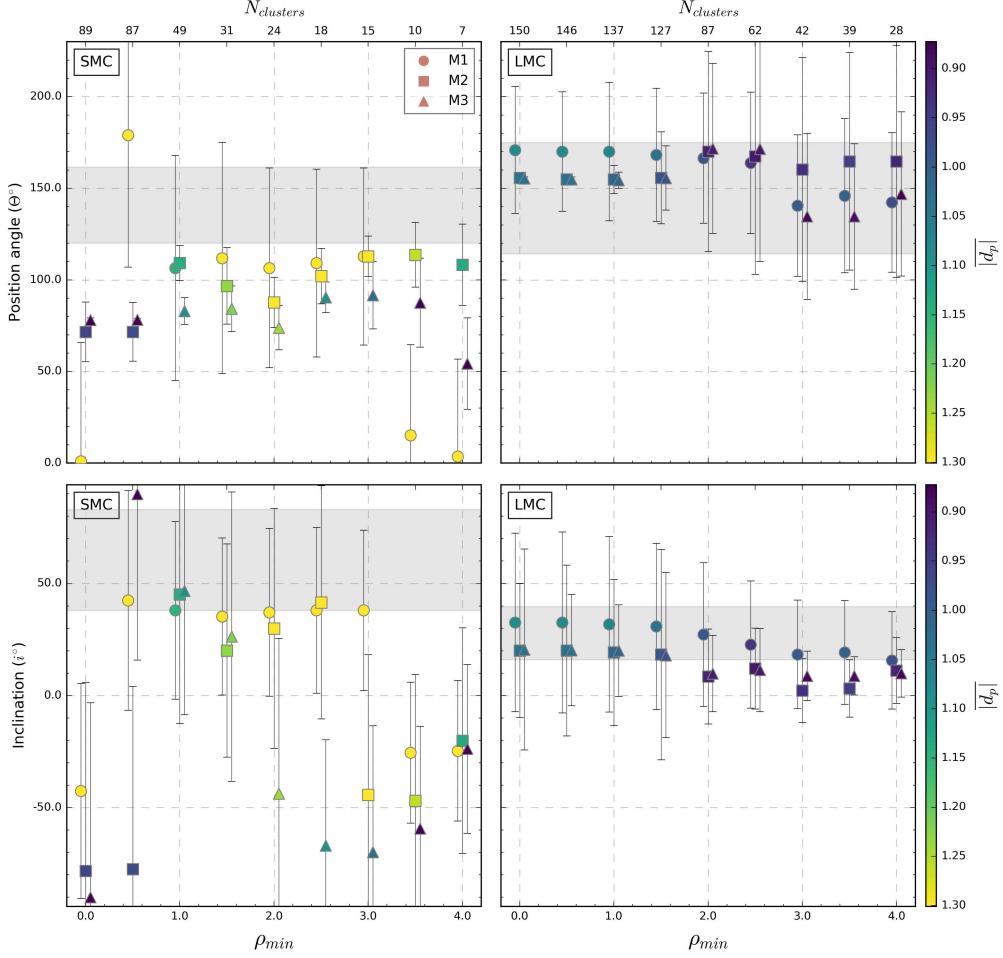 N_clusters N_clusters
89 87 49 31 24 18 15 10 7
150 146 137 127 87 62 42 39 28
SMC
M1
M2
M3
LMC
Position angle (Θ°)
200.0
150.0
100.0
50.0
0.0
0.90
0.95
1.00
1.05
1.10
1.15
1.20
1.25
1.30
|d_p|
SMC
LMC
Inclination (i°)
50.0
0.0
-50.0
0.90
0.95
1.00
1.05
1.10
1.15
1.20
1.25
1.30
|d_p|
0.0 1.0 2.0 3.0 4.0
0.0 1.0 2.0 3.0 4.0
ρ_min ρ_min